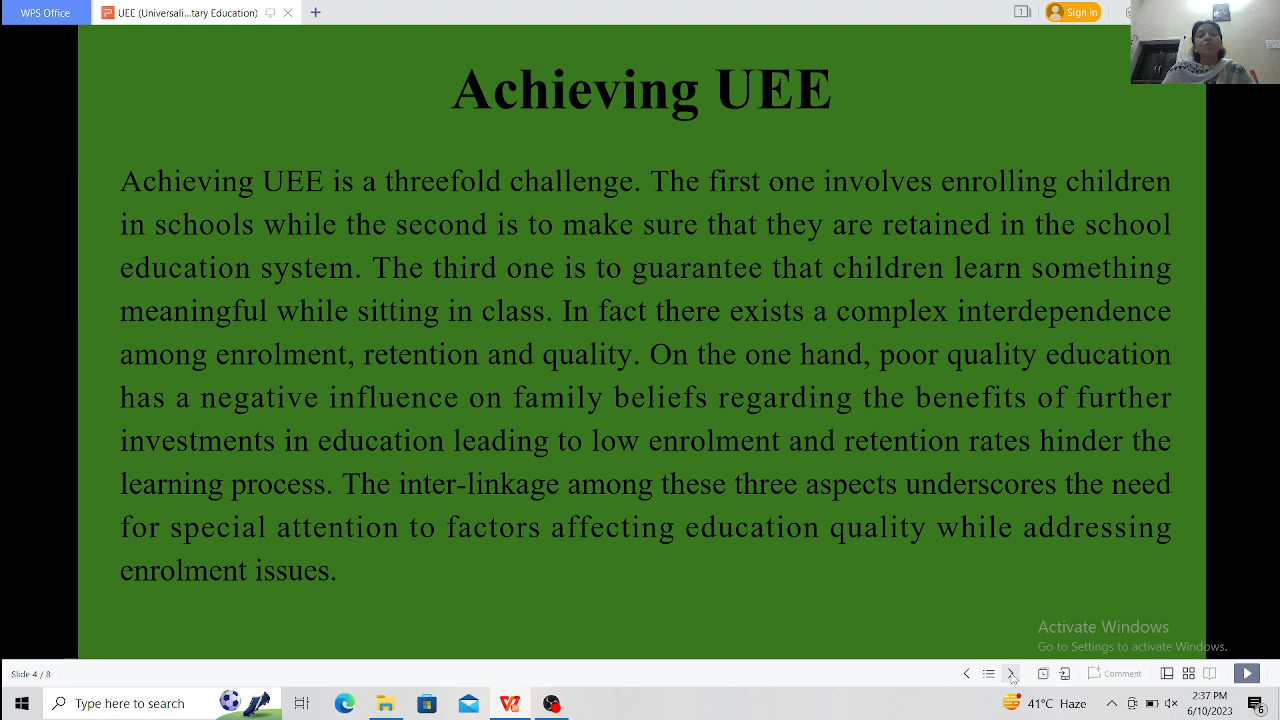 WPS Office
UEE (Universali...tary Education)
Sign in
Achieving UEE
Achieving UEE is a threefold challenge. The first one involves enrolling children
in schools while the second is to make sure that they are retained in the school
education system. The third one is to guarantee that children learn something
meaningful while sitting in class. In fact there exists a complex interdependence
among enrolment, retention and quality. On the one hand, poor quality education
has a negative influence on family beliefs regarding the benefits of further
investments in education leading to low enrolment and retention rates hinder the
learning process. The inter-linkage among these three aspects underscores the need
for special attention to factors affecting education quality while addressing
enrolment issues.
Activate Windows
Go to Settings to activate Windows.
Slide 4 / 8
Comment
Type here to search
41°C Haze
2:37 PM
6/10/2023
6